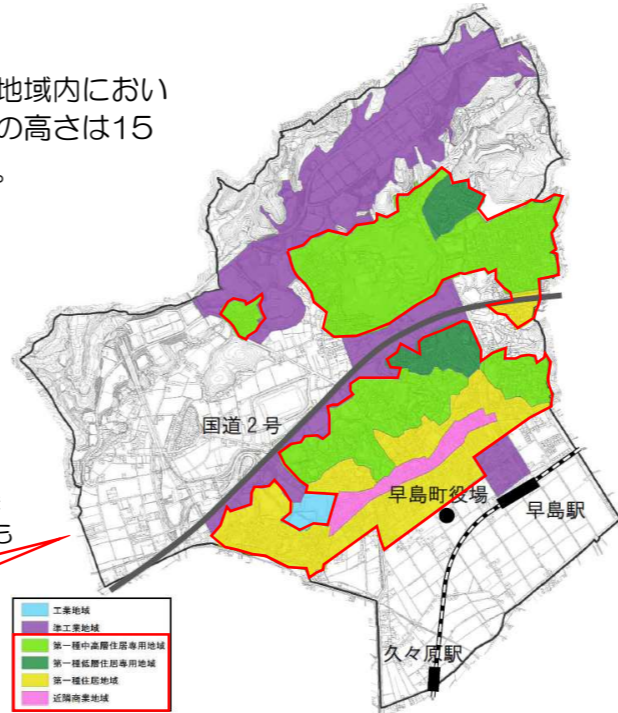 地域内におい
の高さは15
。
国道2号
早島町役場
早島駅
久々原駅
工業地域
準工業地域
第一種中高層住居専用地域
第一種低層住居専用地域
第一種住居地域
近隣商業地域